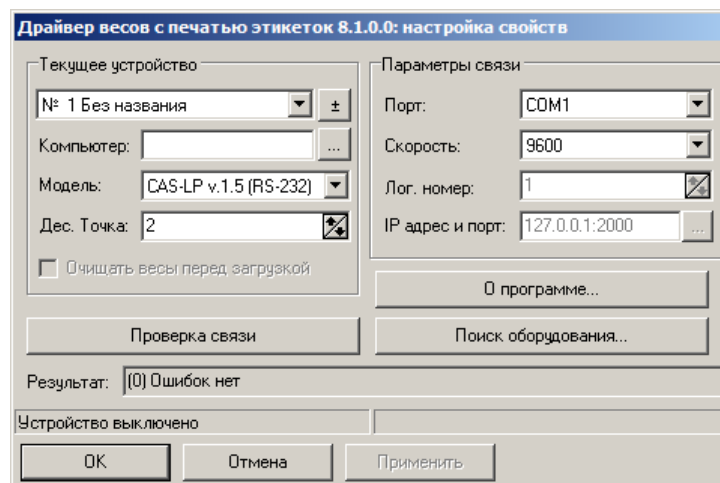 Драйвер весов с печатью этикеток 8.1.0.0: настройка свойств
Текущее устройство
№ 1 Без названия
±
Компьютер:
...
Модель: CAS-LP v.1.5 (RS-232)
Дес. Точка: 2
Очищать весы перед загрузкой
Параметры связи
Порт: COM1
Скорость: 9600
Лог. номер: 1
IP адрес и порт: 127.0.0.1:2000 ...
О программе...
Проверка связи
Поиск оборудования...
Результат: (0) Ошибок нет
Устройство выключено
OK
Отмена
Применить